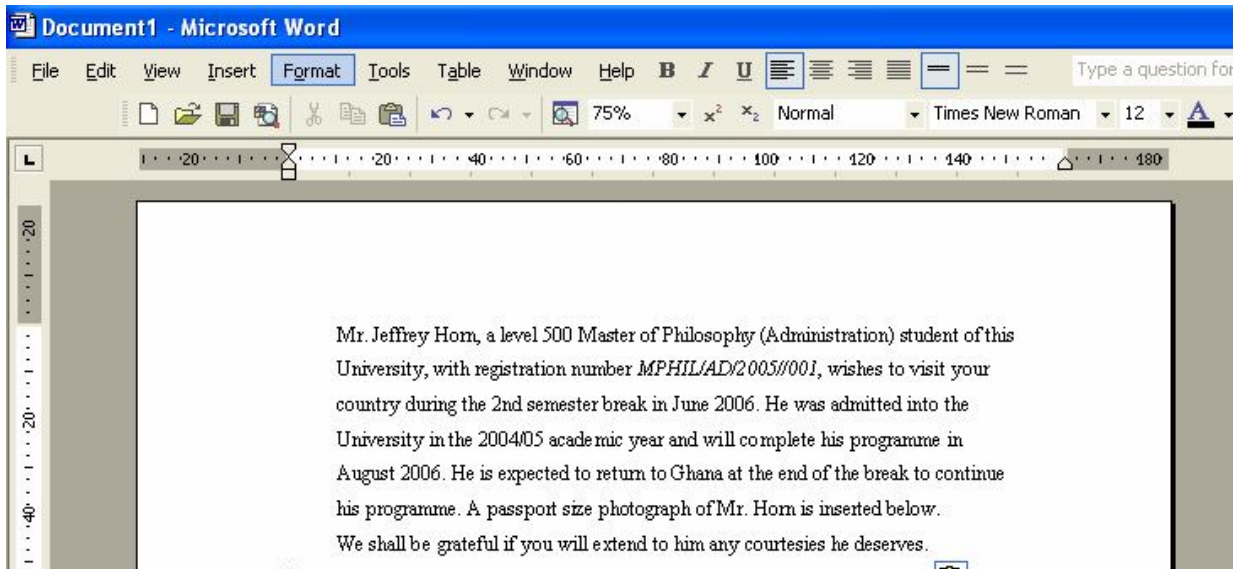 Document1 - Microsoft Word
File Edit View Insert Format Tools Table Window Help B I U Type a question for
75% x² x₂ Normal Times New Roman 12 A
L 20 20 40 60 80 100 120 140 180
20
20
40
Mr. Jeffrey Horn, a level 500 Master of Philosophy (Administration) student of this
University, with registration number MPHIL/AD/2005//001, wishes to visit your
country during the 2nd semester break in June 2006. He was admitted into the
University in the 2004/05 academic year and will complete his programme in
August 2006. He is expected to return to Ghana at the end of the break to continue
his programme. A passport size photograph of Mr. Horn is inserted below.
We shall be grateful if you will extend to him any courtesies he deserves.